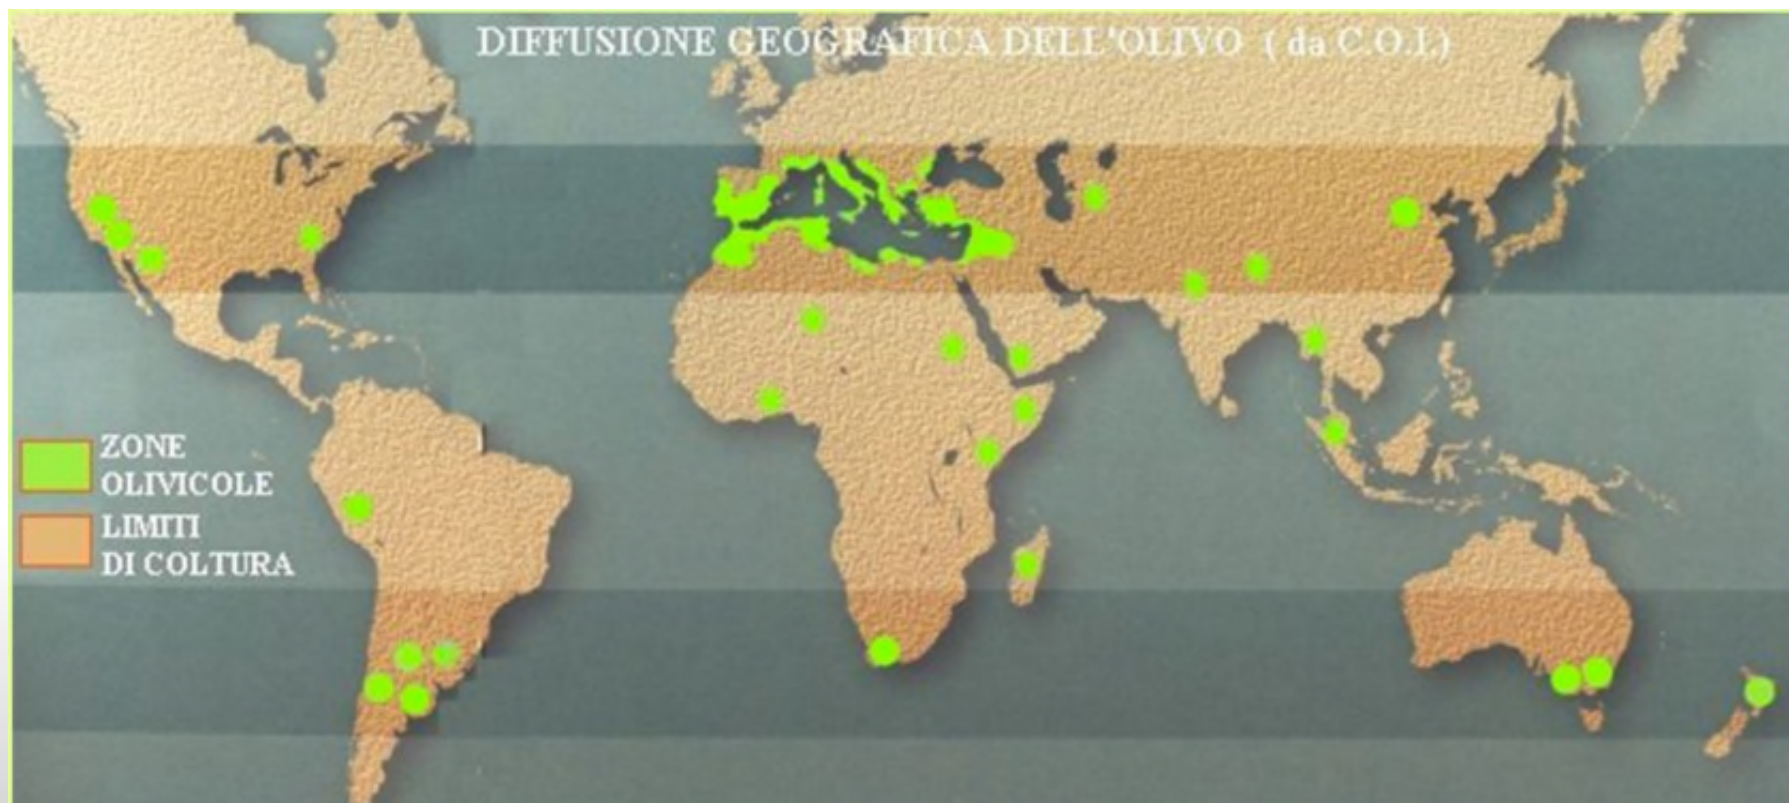 DIFFUSIONE GEOGRAFICA DELL'OLIVO ( da C.O.I.)
ZONE
OLIVICOLE
LIMITI
DI COLTURA